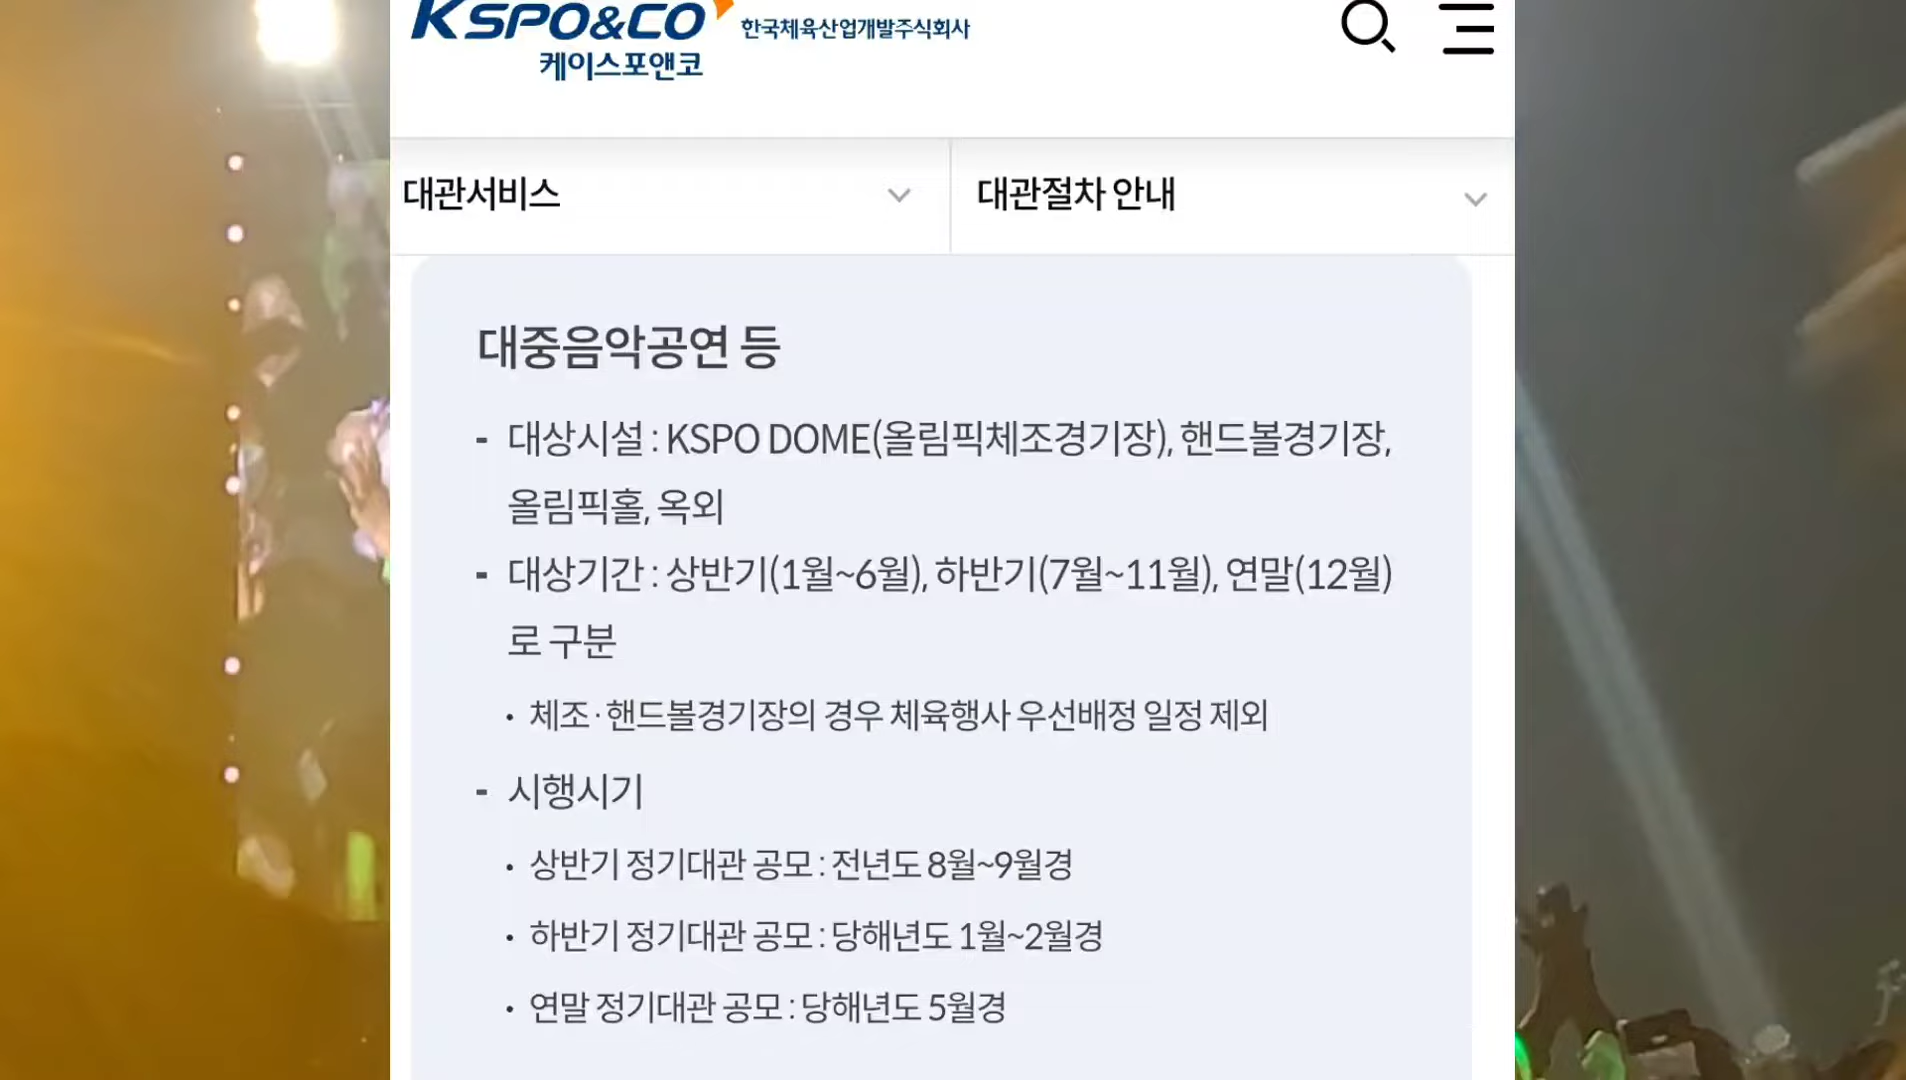 KSPO&CO 한국체육산업개발주식회사
케이스포앤코
대관서비스
대관절차 안내
대중음악공연 등
- 대상시설 : KSPO DOME(올림픽체조경기장), 핸드볼경기장,
올림픽홀, 옥외
- 대상기간 : 상반기(1월~6월), 하반기(7월~11월), 연말(12월)
로 구분
· 체조·핸드볼경기장의 경우 체육행사 우선배정 일정 제외
- 시행시기
· 상반기 정기대관 공모 : 전년도 8월~9월경
· 하반기 정기대관 공모 : 당해년도 1월~2월경
· 연말 정기대관 공모 : 당해년도 5월경